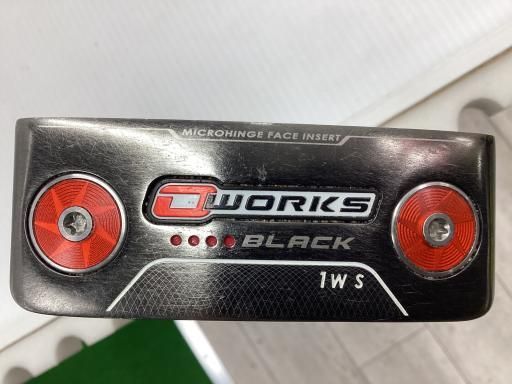 MICROHINGE FACE INSERT
O WORKS
BLACK
1W S